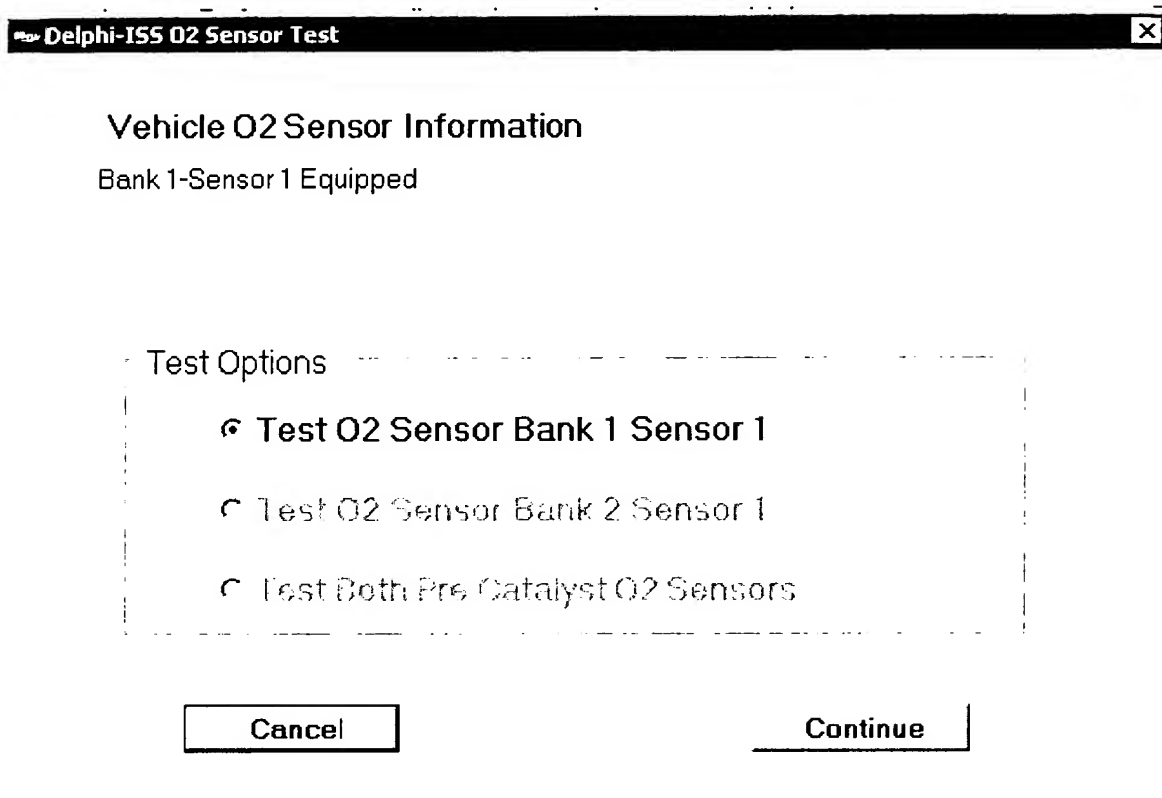 Delphi-ISS O2 Sensor Test
Vehicle O2 Sensor Information
Bank 1-Sensor 1 Equipped
Test Options
Test O2 Sensor Bank 1 Sensor 1
Test O2 Sensor Bank 2 Sensor 1
Test Both Pre Catalyst O2 Sensors
Cancel
Continue